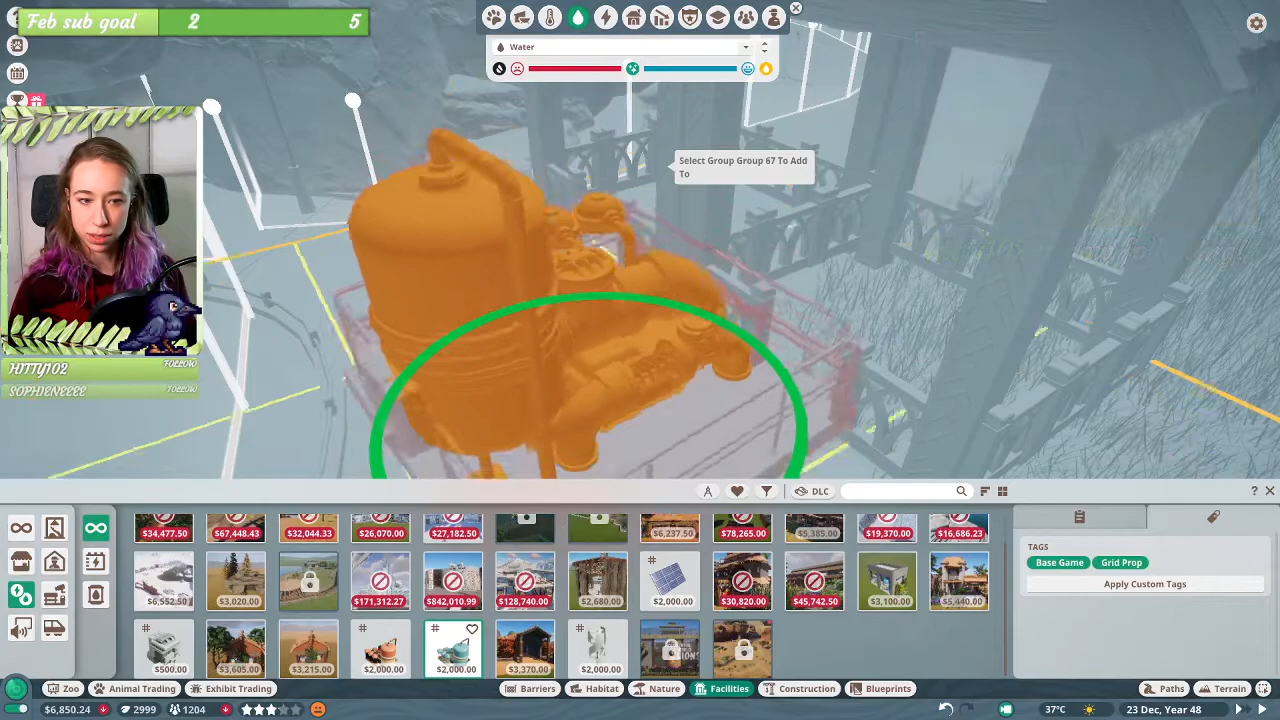 Feb sub goal 2 5
Water
Select Group Group 67 To Add
To
HITTY102 FOLLOW
SOPHIENEEEE FOLLOW
DLC
?
$34,477.50 $67,448.43 $32,044.33 $26,070.00 $27,182.50 $6,237.50 $78,265.00 $5,385.00 $19,370.00 $16,686.23
$6,552.50 $3,020.00 $171,312.27 $842,010.99 $128,740.00 $2,680.00 # $2,000.00 $30,820.00 $45,742.50 $3,100.00 $5,440.00
# $500.00 $3,605.00 $3,215.00 # $2,000.00 # $2,000.00 $3,370.00 # $2,000.00
TAGS
Base Game Grid Prop
Apply Custom Tags
Zoo Animal Trading Exhibit Trading Barriers Habitat Nature Facilities Construction Blueprints Paths Terrain
$6,850.24 2999 1204 37°C 23 Dec, Year 48